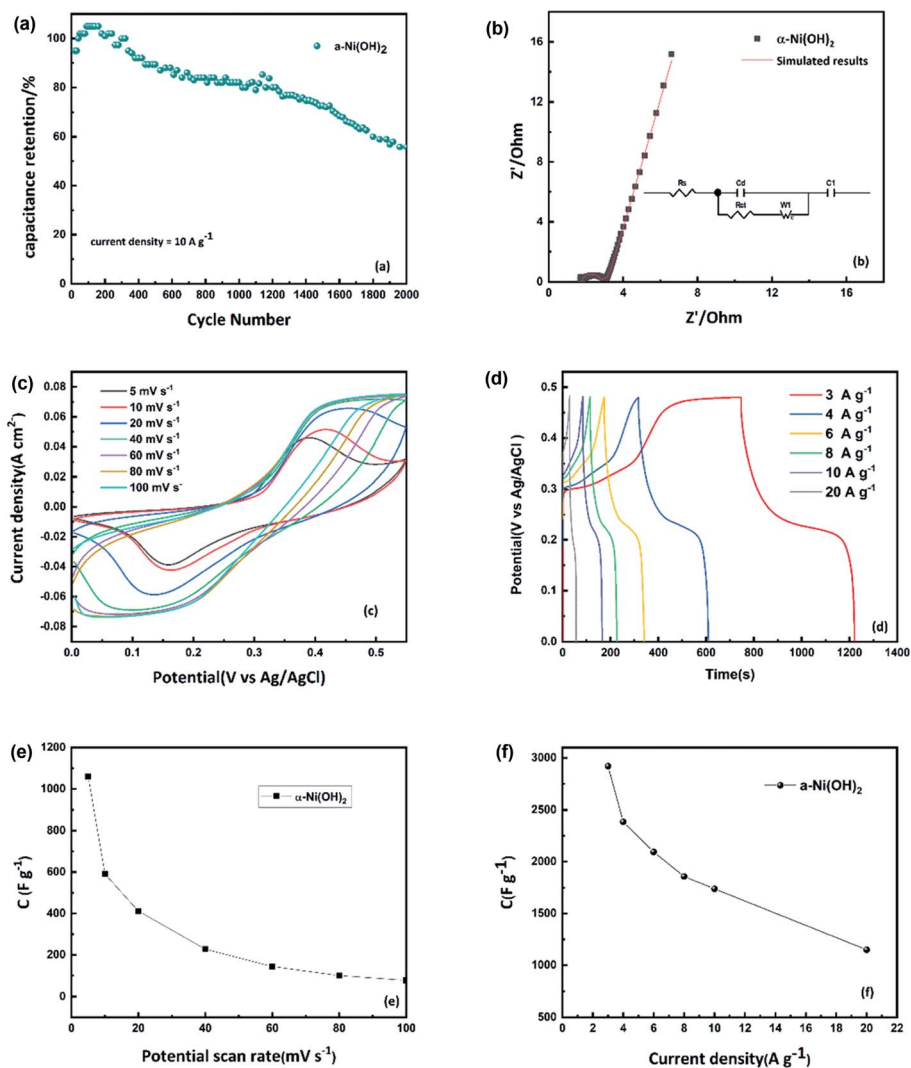 (a)
120
100
80
60
40
20
0
capacitance retention/%
a-Ni(OH)2
current density = 10 A g-1
(a)
0 200 400 600 800 1000 1200 1400 1600 1800 2000
Cycle Number
(b)
16
12
8
4
0
Z'/Ohm
α-Ni(OH)2
Simulated results
Rs
Cd
C1
Rct
W1
(b)
0 4 8 12 16
Z'/Ohm
(c)
0.08
0.06
0.04
0.02
0.00
-0.02
-0.04
-0.06
-0.08
Current density(A cm-2)
5 mV s-1
10 mV s-1
20 mV s-1
40 mV s-1
60 mV s-1
80 mV s-1
100 mV s-
(c)
0.0 0.1 0.2 0.3 0.4 0.5
Potential(V vs Ag/AgCl)
(d)
0.5
0.4
0.3
0.2
0.1
0.0
Potential(V vs Ag/AgCl)
3 A g-1
4 A g-1
6 A g-1
8 A g-1
10 A g-1
20 A g-1
(d)
0 200 400 600 800 1000 1200 1400
Time(s)
(e)
1200
1000
800
600
400
200
0
C (F g-1)
α-Ni(OH)2
(e)
0 20 40 60 80 100
Potential scan rate(mV s-1)
(f)
3000
2500
2000
1500
1000
500
C(F g-1)
a-Ni(OH)2
(f)
0 2 4 6 8 10 12 14 16 18 20 22
Current density(A g-1)